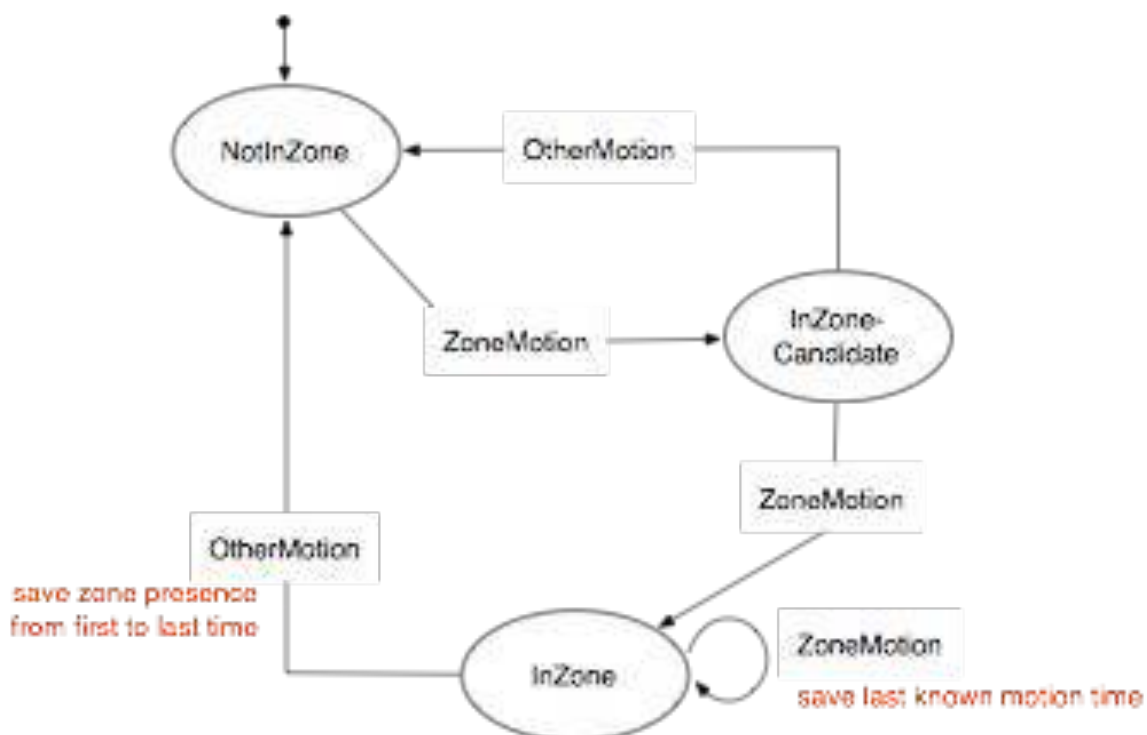 NotInZone
OtherMotion
ZoneMotion
InZone-
Candidate
ZoneMotion
OtherMotion
save zone presence
from first to last time
InZone
ZoneMotion
save last known motion time